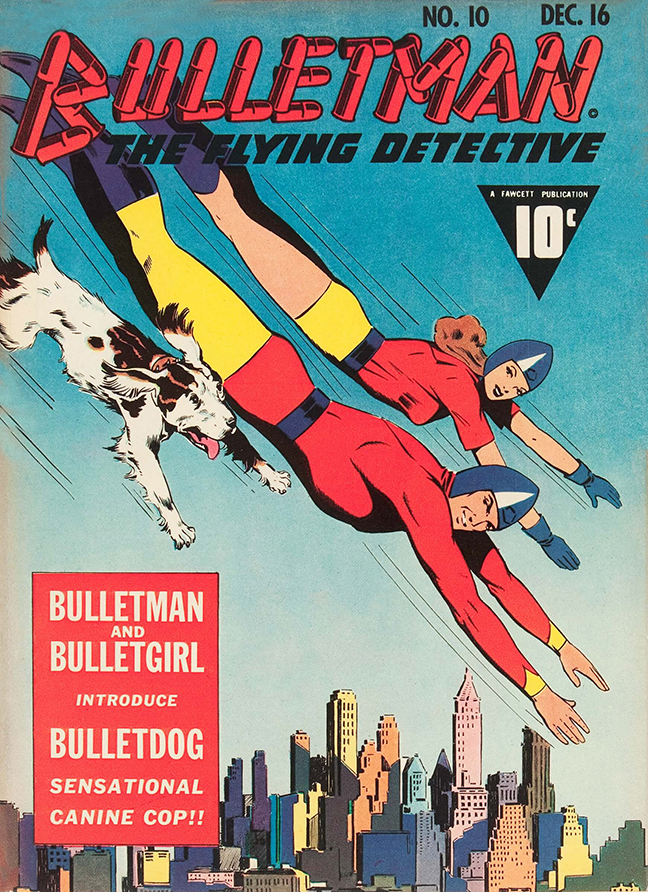 NO. 10 DEC. 16
BULLETMAN ©
THE FLYING DETECTIVE
A FAWCETT PUBLICATION
10¢
BULLETMAN
AND
BULLETGIRL
INTRODUCE
BULLETDOG
SENSATIONAL
CANINE COP!!